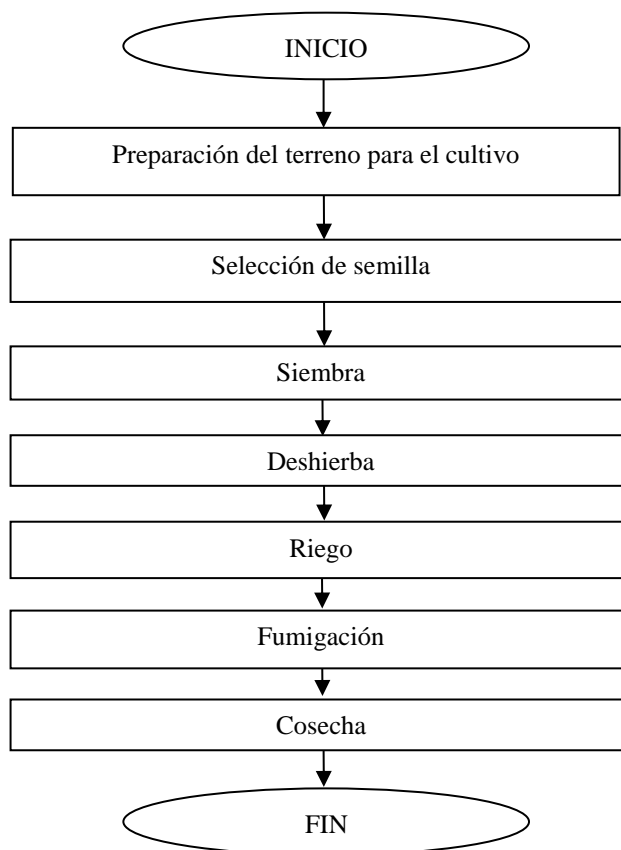 INICIO
Preparación del terreno para el cultivo
Selección de semilla
Siembra
Deshierba
Riego
Fumigación
Cosecha
FIN